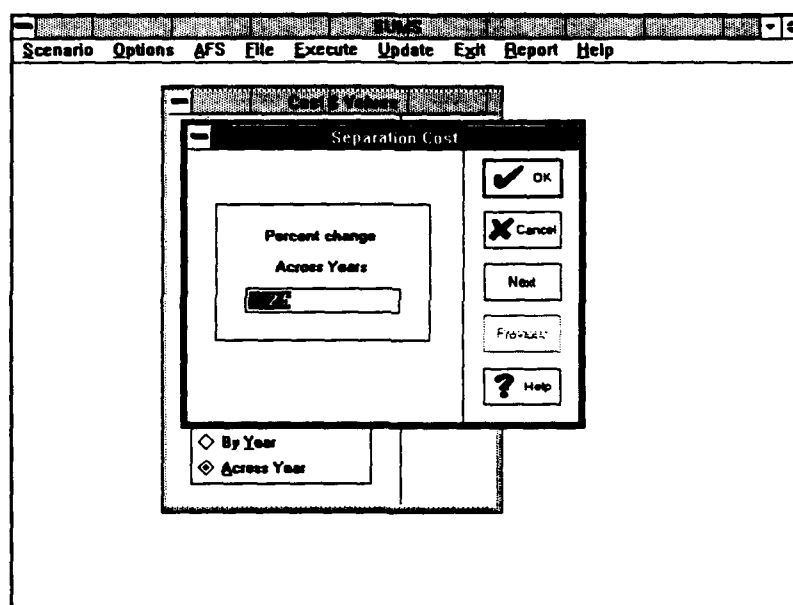 Scenario Options AFS File Execute Update Exit Report Help
Separation Cost
Percent change
Across Years
OK
Cancel
Next
Previous
Help
By Year
Across Year